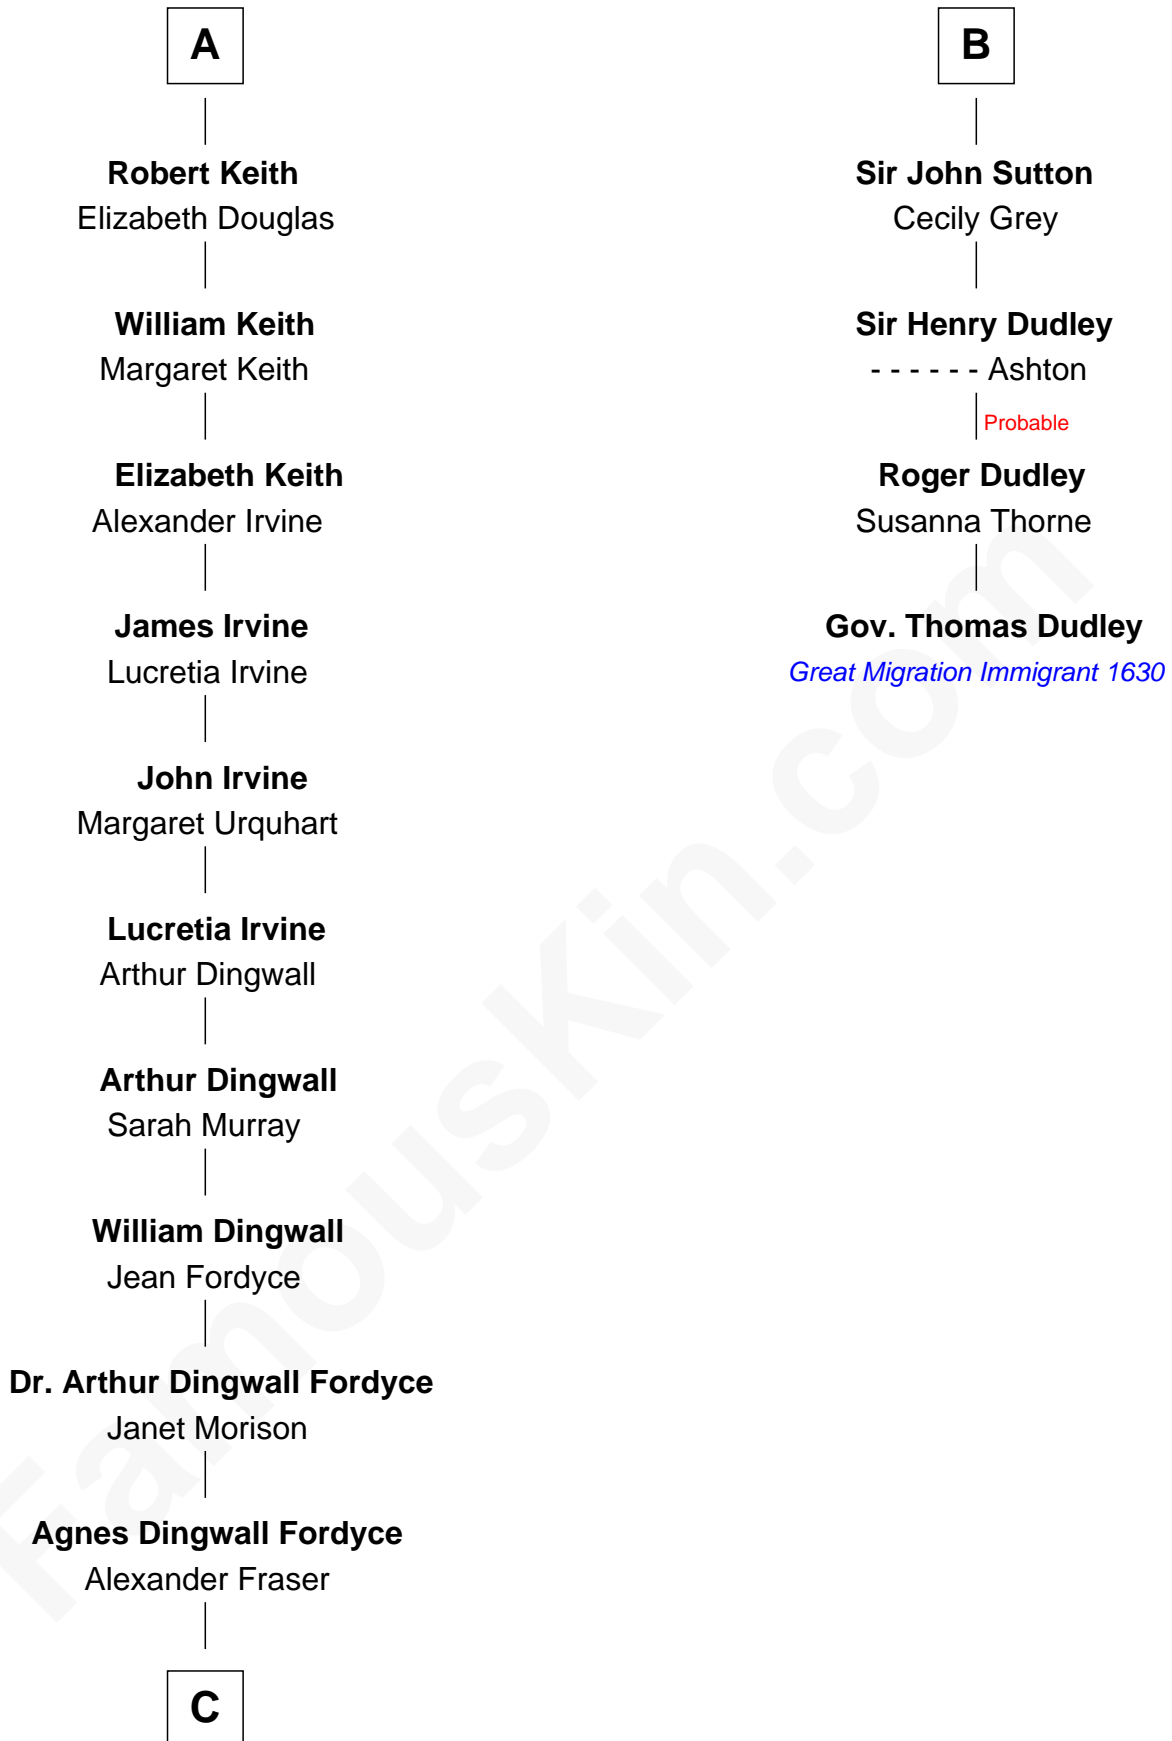 A
Robert Keith
Elizabeth Douglas
William Keith
Margaret Keith
Elizabeth Keith
Alexander Irvine
James Irvine
Lucretia Irvine
John Irvine
Margaret Urquhart
Lucretia Irvine
Arthur Dingwall
Arthur Dingwall
Sarah Murray
William Dingwall
Jean Fordyce
Dr. Arthur Dingwall Fordyce
Janet Morison
Agnes Dingwall Fordyce
Alexander Fraser
C
B
Sir John Sutton
Cecily Grey
Sir Henry Dudley
- - - - - - Ashton
Probable
Roger Dudley
Susanna Thorne
Gov. Thomas Dudley
Great Migration Immigrant 1630
FamousKin.com